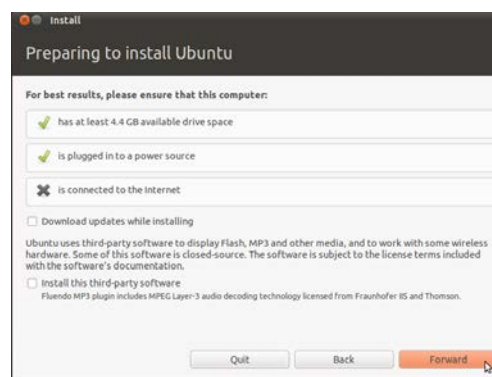 Install
Preparing to install Ubuntu
For best results, please ensure that this computer:
has at least 4.4 GB available drive space
is plugged in to a power source
is connected to the Internet
Download updates while installing
Ubuntu uses third-party software to display Flash, MP3 and other media, and to work with some wireless
hardware. Some of this software is closed-source. The software is subject to the license terms included
with the software's documentation.
Install this third-party software
Fluendo MP3 plugin includes MPEG Layer-3 audio decoding technology licensed from Fraunhofer IIS and Thomson.
Quit Back Forward